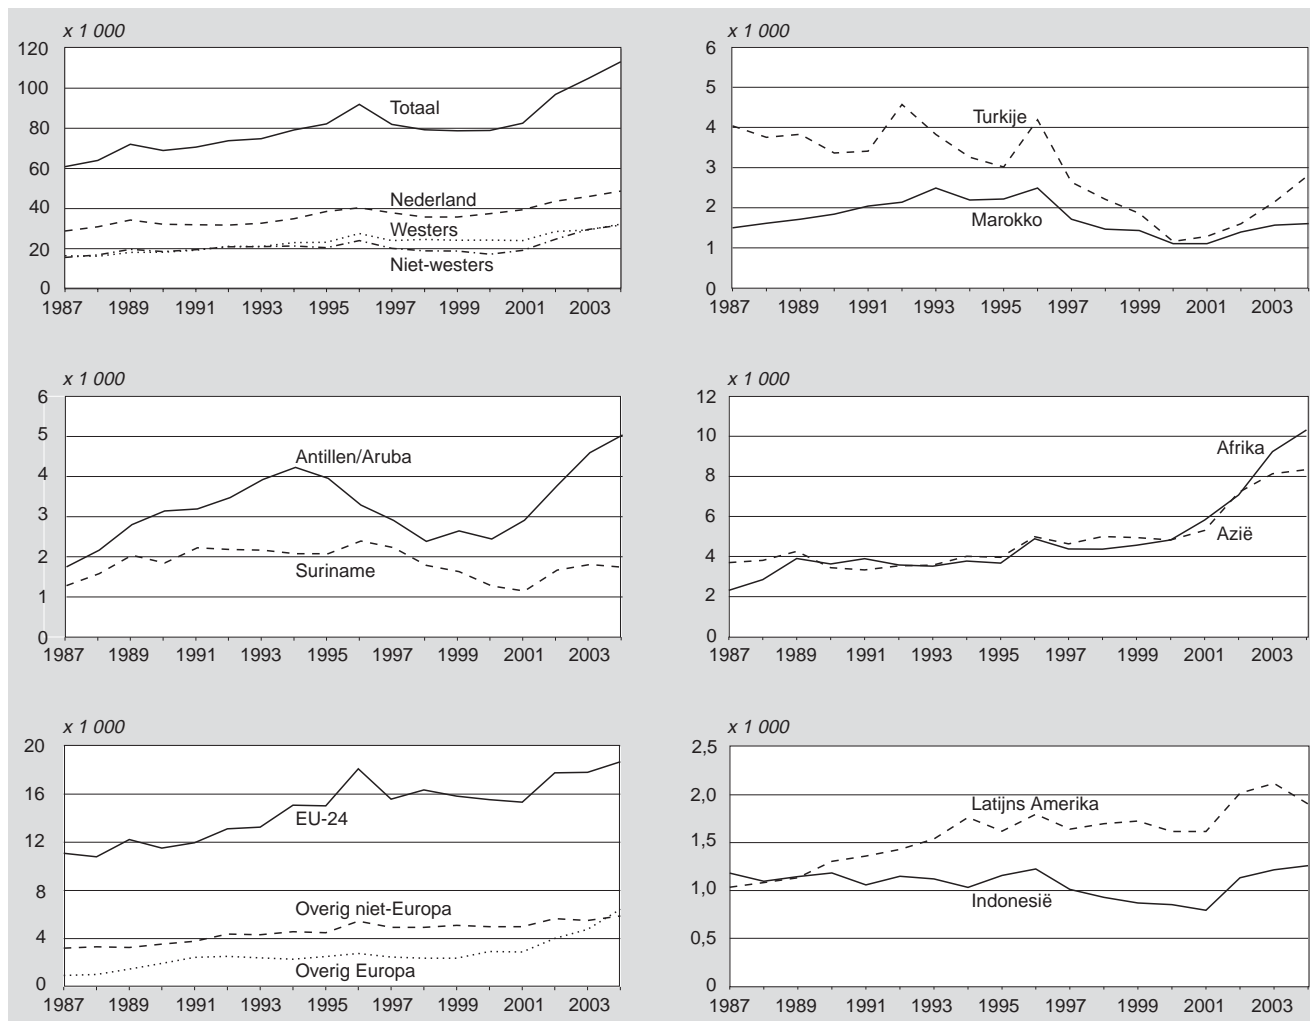 x 1 000
120
100
80
60
40
20
0
Totaal
Nederland
Westers
Niet-westers
1987 1989 1991 1993 1995 1997 1999 2001 2003
x 1 000
6
5
4
3
2
1
0
Turkije
Marokko
1987 1989 1991 1993 1995 1997 1999 2001 2003
x 1 000
6
5
4
3
2
1
0
Antillen/Aruba
Suriname
1987 1989 1991 1993 1995 1997 1999 2001 2003
x 1 000
12
10
8
6
4
2
0
Afrika
Azië
1987 1989 1991 1993 1995 1997 1999 2001 2003
x 1 000
20
16
12
8
4
0
EU-24
Overig niet-Europa
Overig Europa
1987 1989 1991 1993 1995 1997 1999 2001 2003
x 1 000
2,5
2,0
1,5
1,0
0,5
0
Latijns Amerika
Indonesië
1987 1989 1991 1993 1995 1997 1999 2001 2003